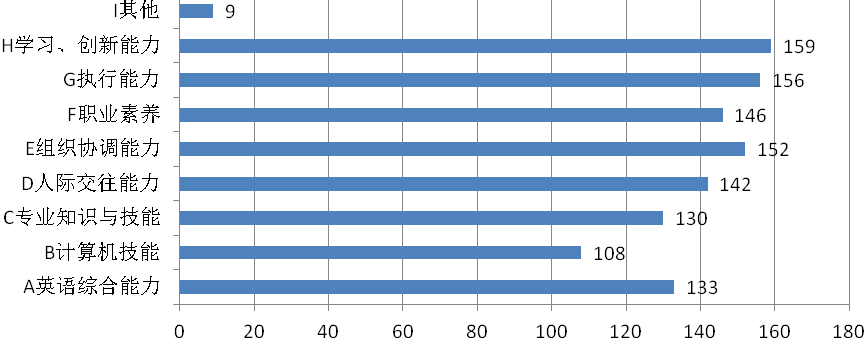 I其他 9
H学习、创新能力 159
G执行能力 156
F职业素养 146
E组织协调能力 152
D人际交往能力 142
C专业知识与技能 130
B计算机技能 108
A英语综合能力 133
0 20 40 60 80 100 120 140 160 180